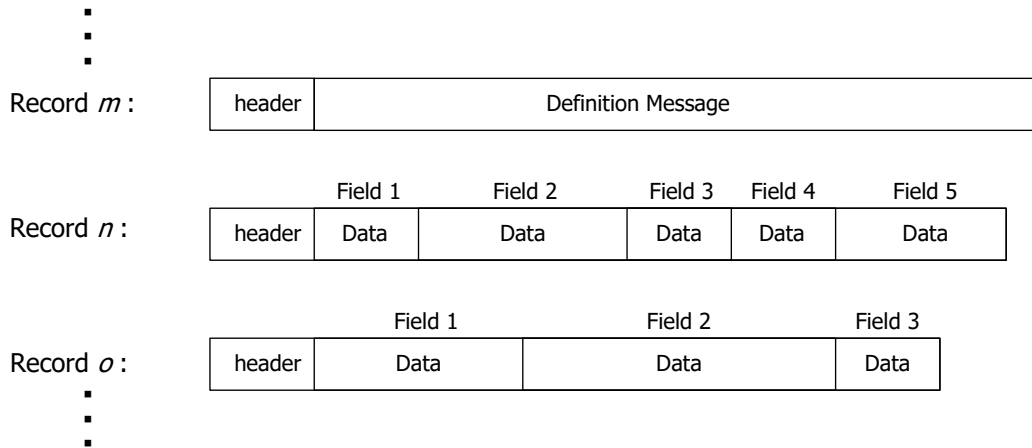 Record m : header Definition Message
Field 1 Field 2 Field 3 Field 4 Field 5
Record n : header Data Data Data Data Data
Field 1 Field 2 Field 3
Record o : header Data Data Data